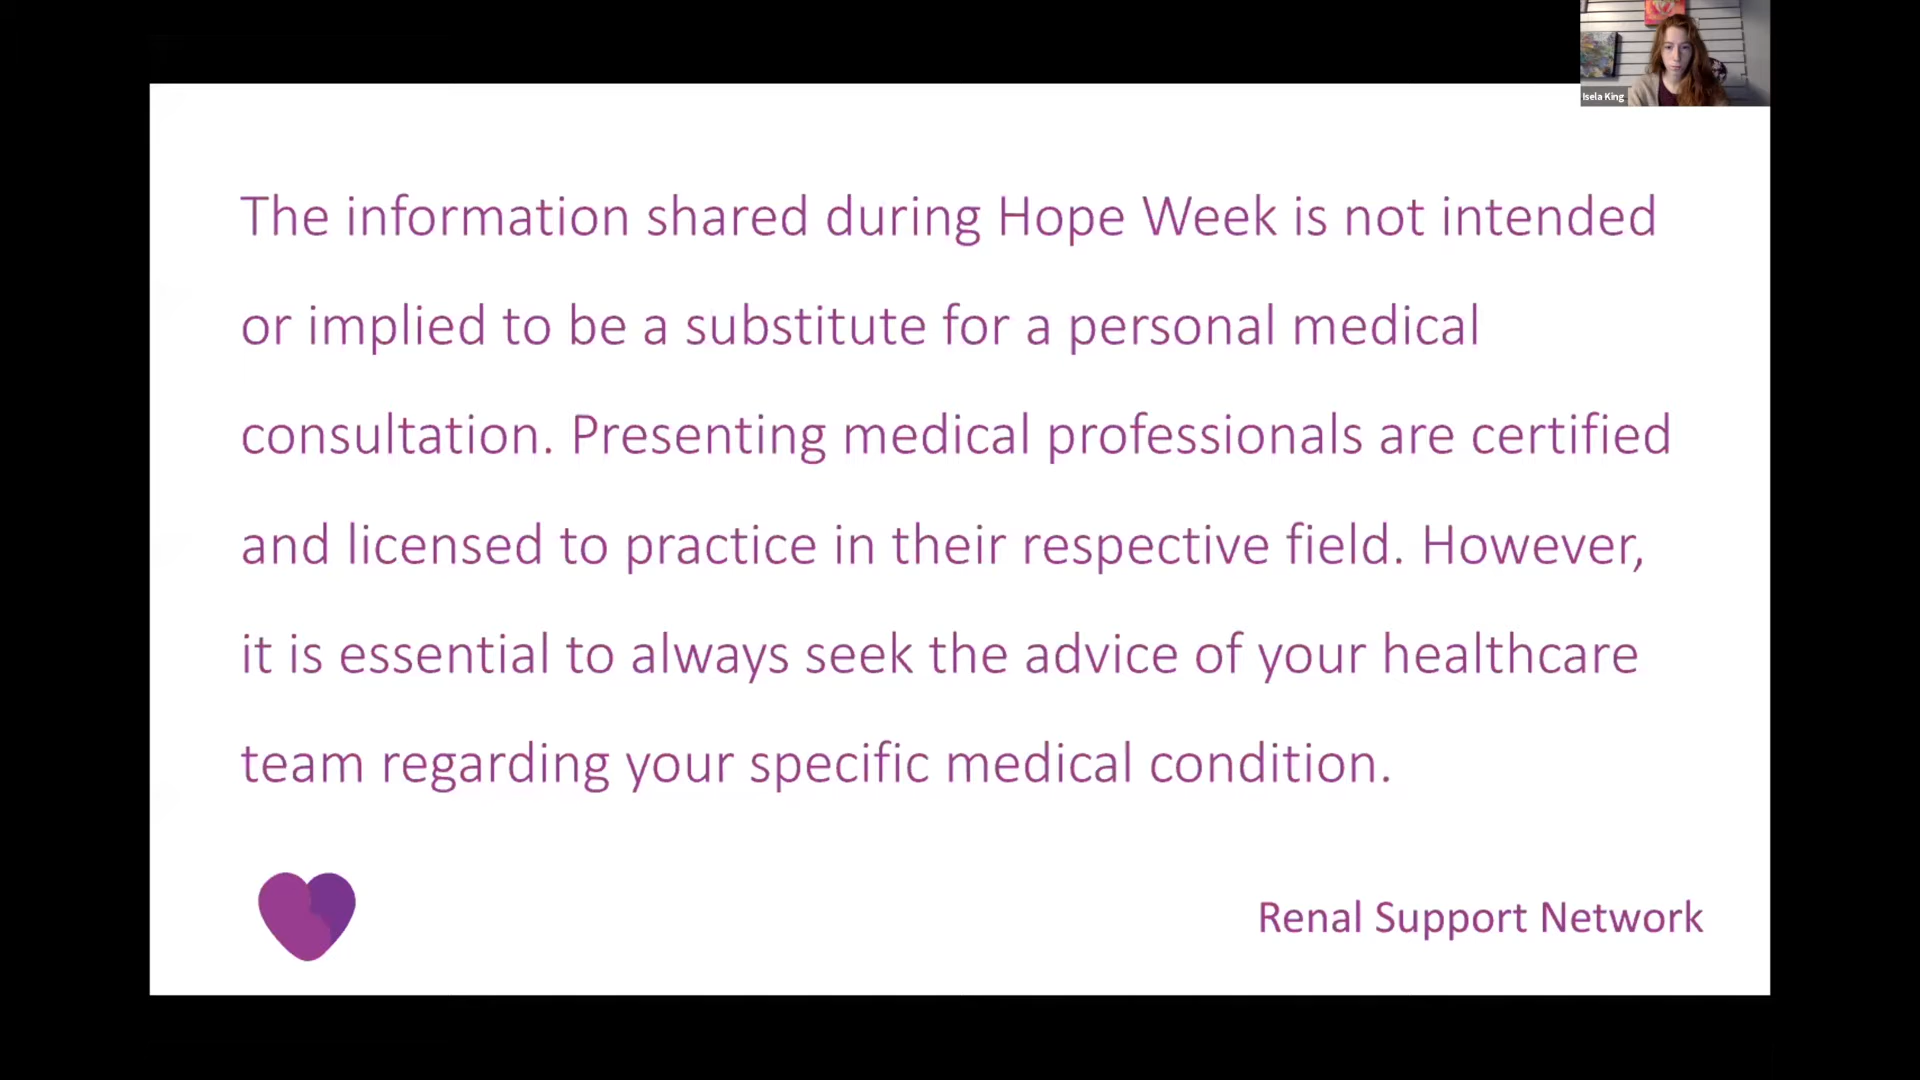 Isela King
The information shared during Hope Week is not intended
or implied to be a substitute for a personal medical
consultation. Presenting medical professionals are certified
and licensed to practice in their respective field. However,
it is essential to always seek the advice of your healthcare
team regarding your specific medical condition.
Renal Support Network